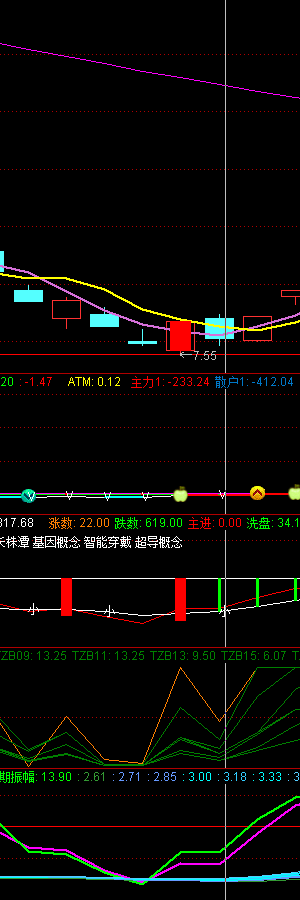 7.55
20 : -1.47 ATM: 0.12 主力1: -233.24 散户1: -412.04
317.68 涨数: 22.00 跌数: 619.00 主进: 0.00 洗盘: 34.1
长株潭 基因概念 智能穿戴 超导概念
小 小 小
TZB09: 13.25 TZB11: 13.25 TZB13: 9.50 TZB15: 6.07 T
期振幅: 13.90 : 2.61 : 2.71 : 2.85 : 3.00 : 3.18 : 3.33 : 3